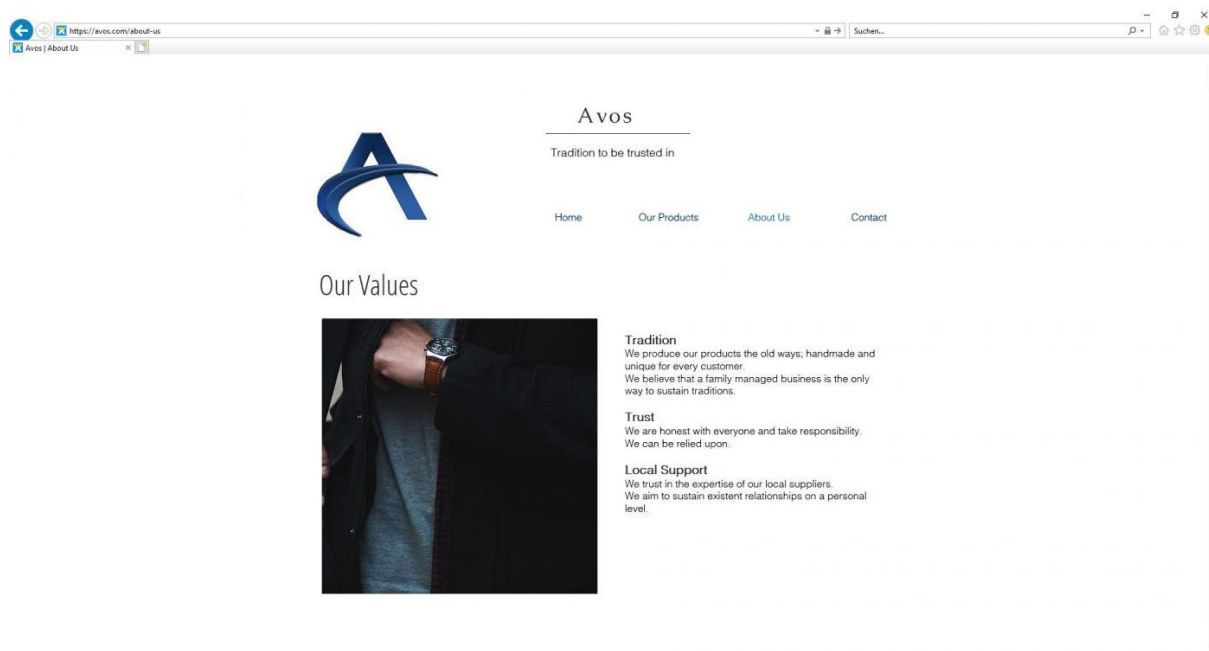 https://avos.com/about-us
Suchen...
Avos | About Us
Avos
Tradition to be trusted in
Home Our Products About Us Contact
Our Values
Tradition
We produce our products the old ways; handmade and
unique for every customer.
We believe that a family managed business is the only
way to sustain traditions.
Trust
We are honest with everyone and take responsibility.
We can be relied upon.
Local Support
We trust in the expertise of our local suppliers.
We aim to sustain existent relationships on a personal
level.